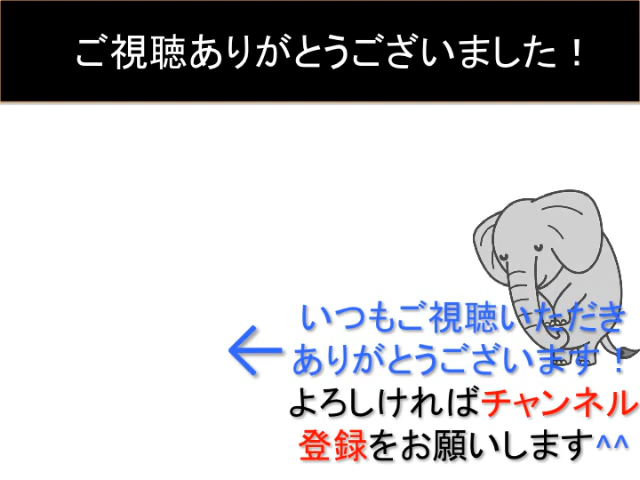 ご視聴ありがとうございました！
いつもご視聴いただき
ありがとうございます！
よろしければチャンネル
登録をお願いします^^